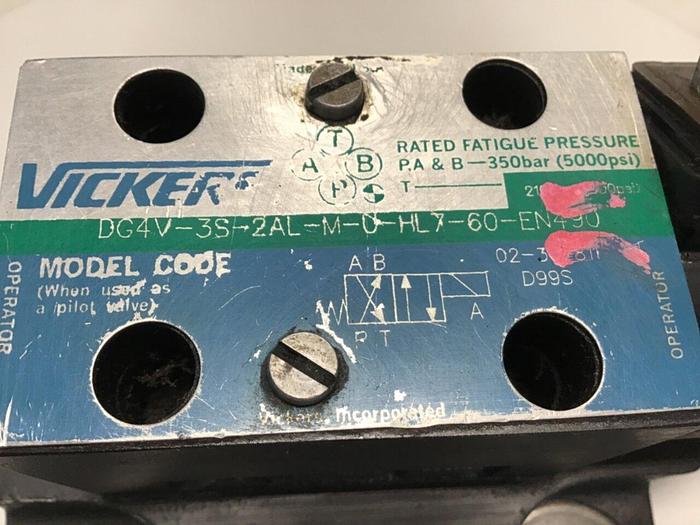 T
A B
P
RATED FATIGUE PRESSURE
P.A & B—350bar (5000psi)
T
VICKERS
DG4V-3S-2AL-M-U-HL7-60-EN490
MODEL CODE
(When used as
a pilot valve)
OPERATOR
A B
P T
A
D99S
OPERATOR
Vickers, Incorporated